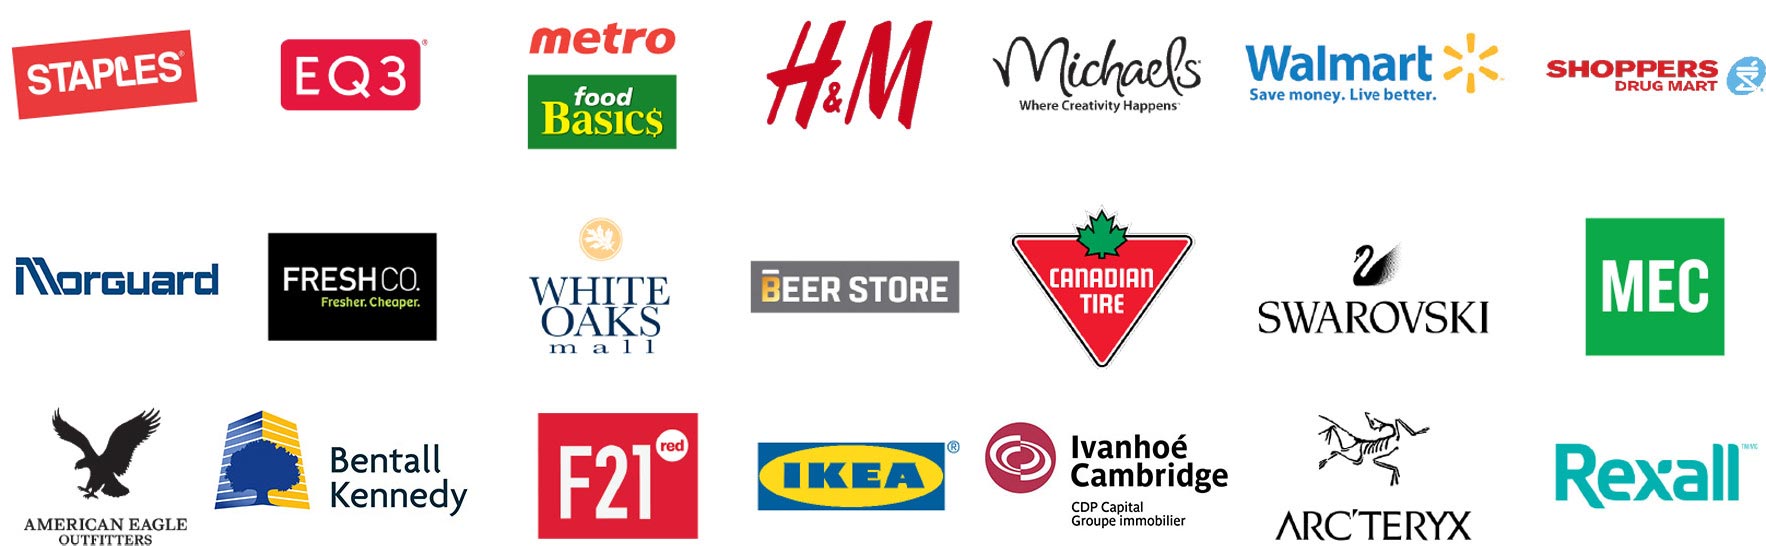 STAPLES®
EQ3®
metro
food
Basic$
H&M
Michaels
Where Creativity Happens™
Walmart
Save money. Live better.
SHOPPERS
DRUG MART
Morguard
FRESHCO.
Fresher. Cheaper.
WHITE
OAKS
mall
BEER STORE
CANADIAN
TIRE
SWAROVSKI
MEC
AMERICAN EAGLE
OUTFITTERS
Bentall
Kennedy
F21 red
IKEA®
Ivanhoé
Cambridge
CDP Capital
Groupe immobilier
ARC'TERYX
Rexall